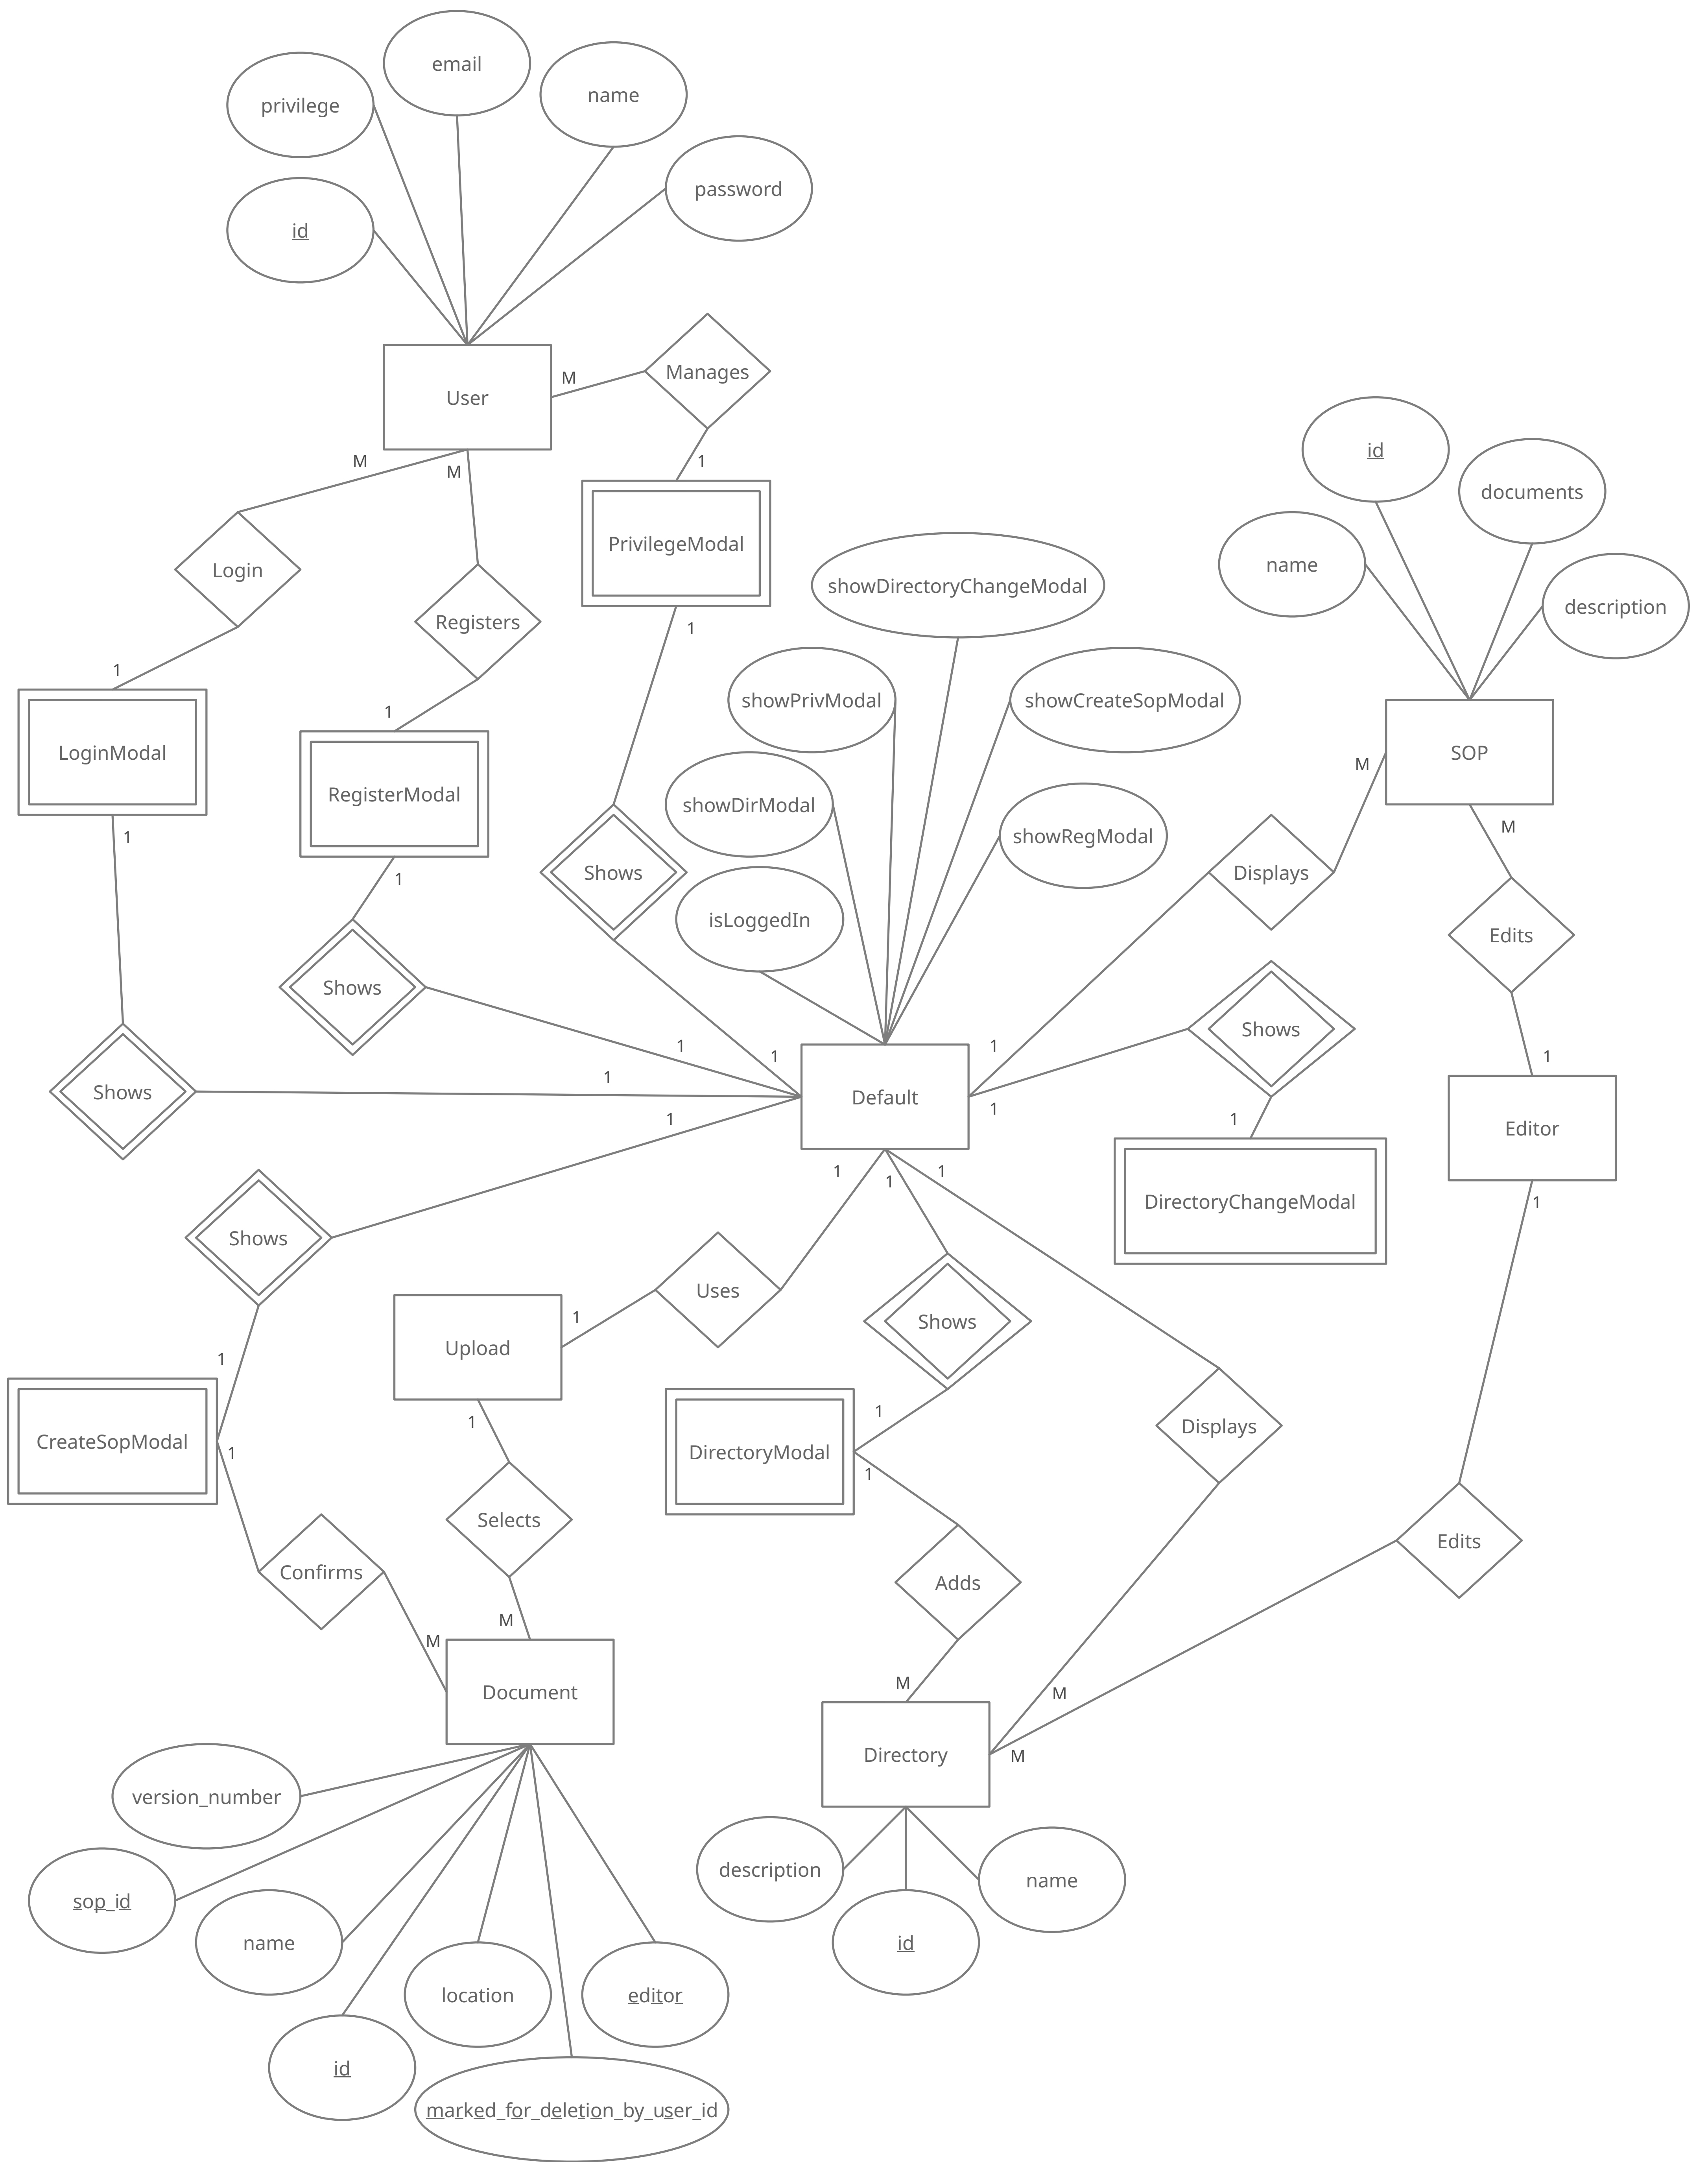 email
name
privilege
password
id
Manages
M
User
id
M
M
1
documents
PrivilegeModal
name
Login
showDirectoryChangeModal
description
Registers
1
1
showPrivModal
showCreateSopModal
1
LoginModal
SOP
M
RegisterModal
showDirModal
M
1
showRegModal
1
Shows
Displays
isLoggedIn
Edits
Shows
Shows
1
1
1
1
1
Shows
1
Default
1
1
1
Editor
1
1
1
DirectoryChangeModal
1
Shows
Uses
1
Shows
Upload
1
1
Displays
1
1
CreateSopModal
1
DirectoryModal
1
Selects
Edits
Confirms
Adds
M
M
M
M
Document
Directory
M
version_number
description
name
sop_id
name
id
location
editor
id
marked_for_deletion_by_user_id